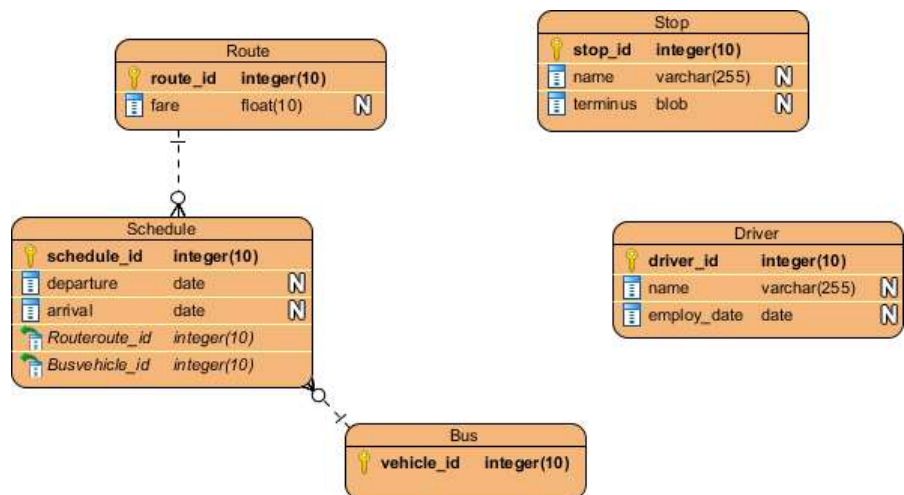 Route
route_id integer(10)
fare float(10) N
Stop
stop_id integer(10)
name varchar(255) N
terminus blob N
Schedule
schedule_id integer(10)
departure date N
arrival date N
Routeroute_id integer(10)
Busvehicle_id integer(10)
Driver
driver_id integer(10)
name varchar(255) N
employ_date date N
Bus
vehicle_id integer(10)